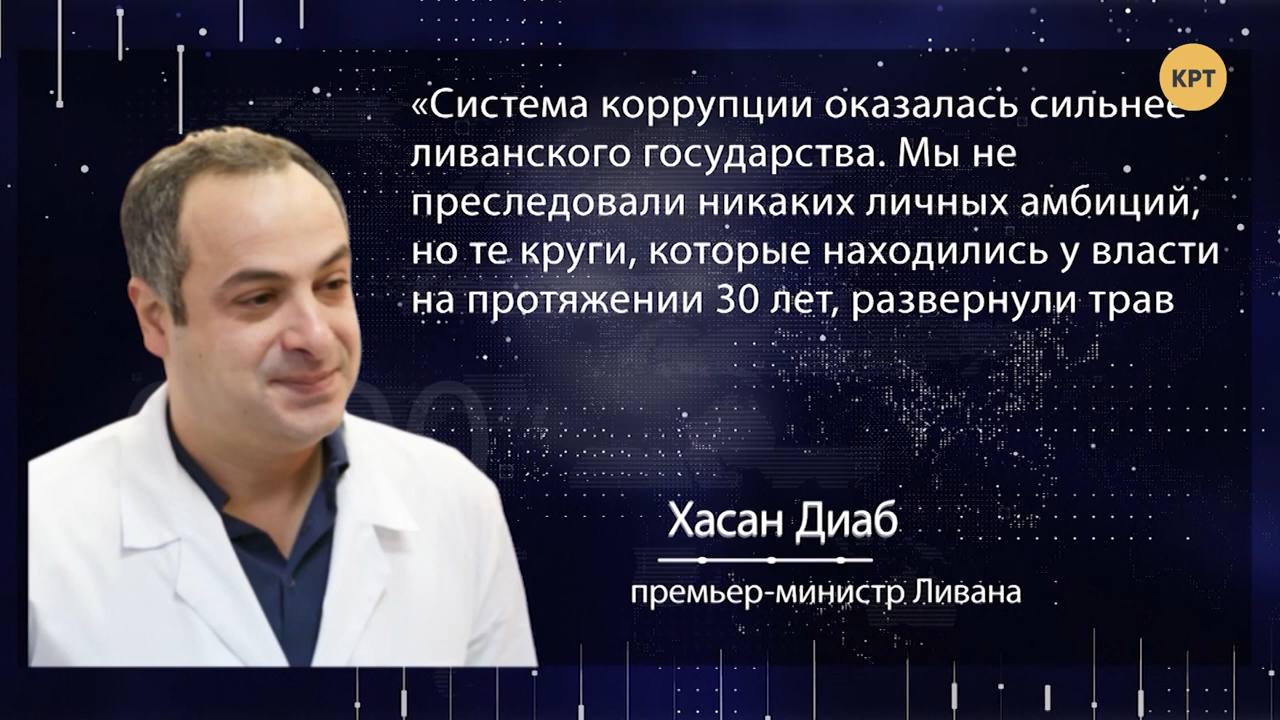 КРТ
«Система коррупции оказалась сильнее
ливанского государства. Мы не
преследовали никаких личных амбиций,
но те круги, которые находились у власти
на протяжении 30 лет, развернули трав
Хасан Диаб
премьер-министр Ливана